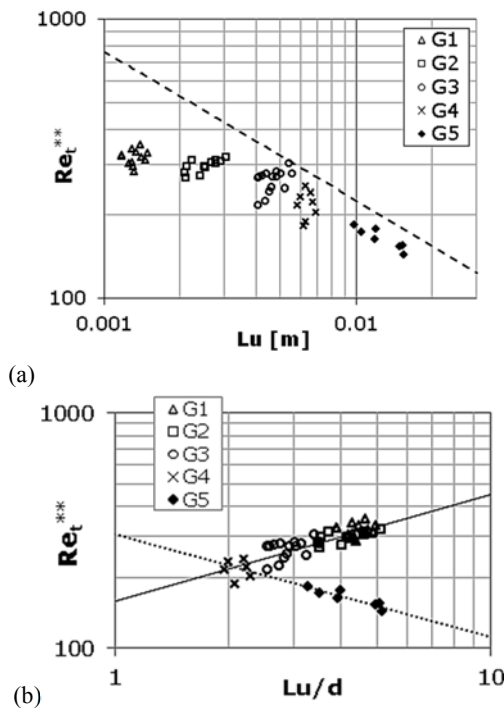 1000
G1
G2
G3
G4
G5
Re_t**
100
0.001
0.01
Lu [m]
(a)
1000
G1
G2
G3
G4
G5
Re_t**
100
1
10
Lu/d
(b)